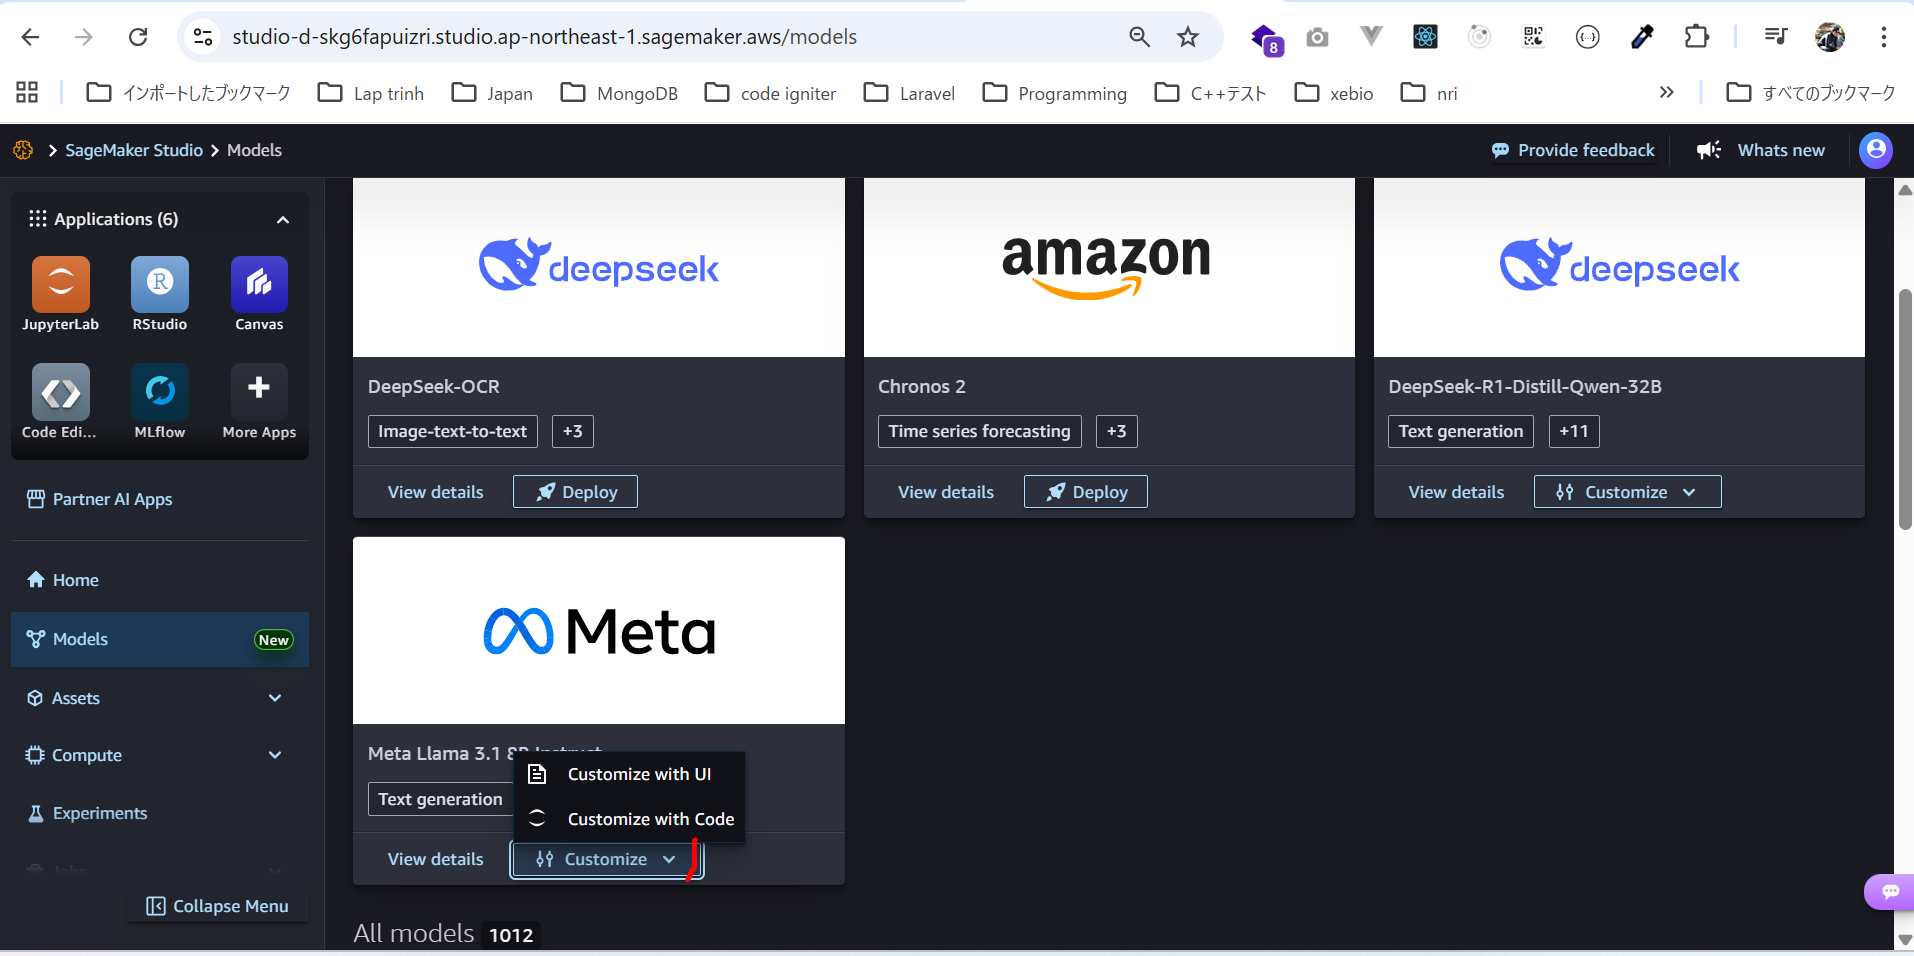 studio-d-skg6fapuizri.studio.ap-northeast-1.sagemaker.aws/models
8
インポートしたブックマーク Lap trinh Japan MongoDB code igniter Laravel Programming C++テスト xebio nri » すべてのブックマーク
SageMaker Studio Models Provide feedback Whats new
Applications (6)
JupyterLab RStudio Canvas
Code Edi... MLflow More Apps
Partner AI Apps
Home
Models New
Assets
Compute
Experiments
Jobs
Collapse Menu
deepseek
DeepSeek-OCR
Image-text-to-text +3
View details Deploy
amazon
Chronos 2
Time series forecasting +3
View details Deploy
deepseek
DeepSeek-R1-Distill-Qwen-32B
Text generation +11
View details Customize
Meta
Meta Llama 3.1 8B Instruct
Text generation
Customize with UI
Customize with Code
View details Customize
All models 1012